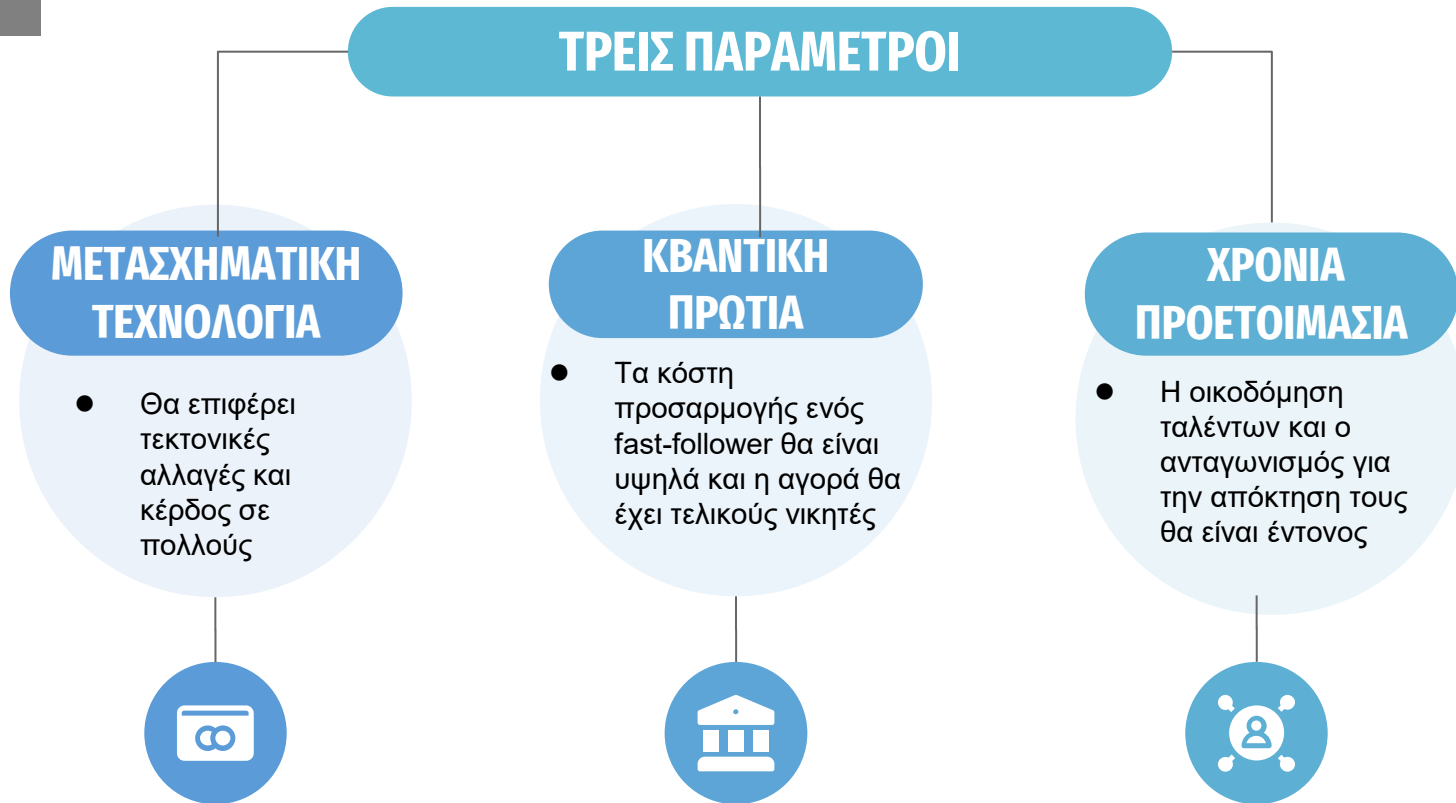 ΤΡΕΙΣ ΠΑΡΑΜΕΤΡΟΙ
ΜΕΤΑΣΧΗΜΑΤΙΚΗ
ΤΕΧΝΟΛΟΓΙΑ
● Θα επιφέρει
τεκτονικές
αλλαγές και
κέρδος σε
πολλούς
ΚΒΑΝΤΙΚΗ
ΠΡΩΤΙΑ
● Τα κόστη
προσαρμογής ενός
fast-follower θα είναι
υψηλά και η αγορά θα
έχει τελικούς νικητές
ΧΡΟΝΙΑ
ΠΡΟΕΤΟΙΜΑΣΙΑ
● Η οικοδόμηση
ταλέντων και ο
ανταγωνισμός για
την απόκτηση τους
θα είναι έντονος